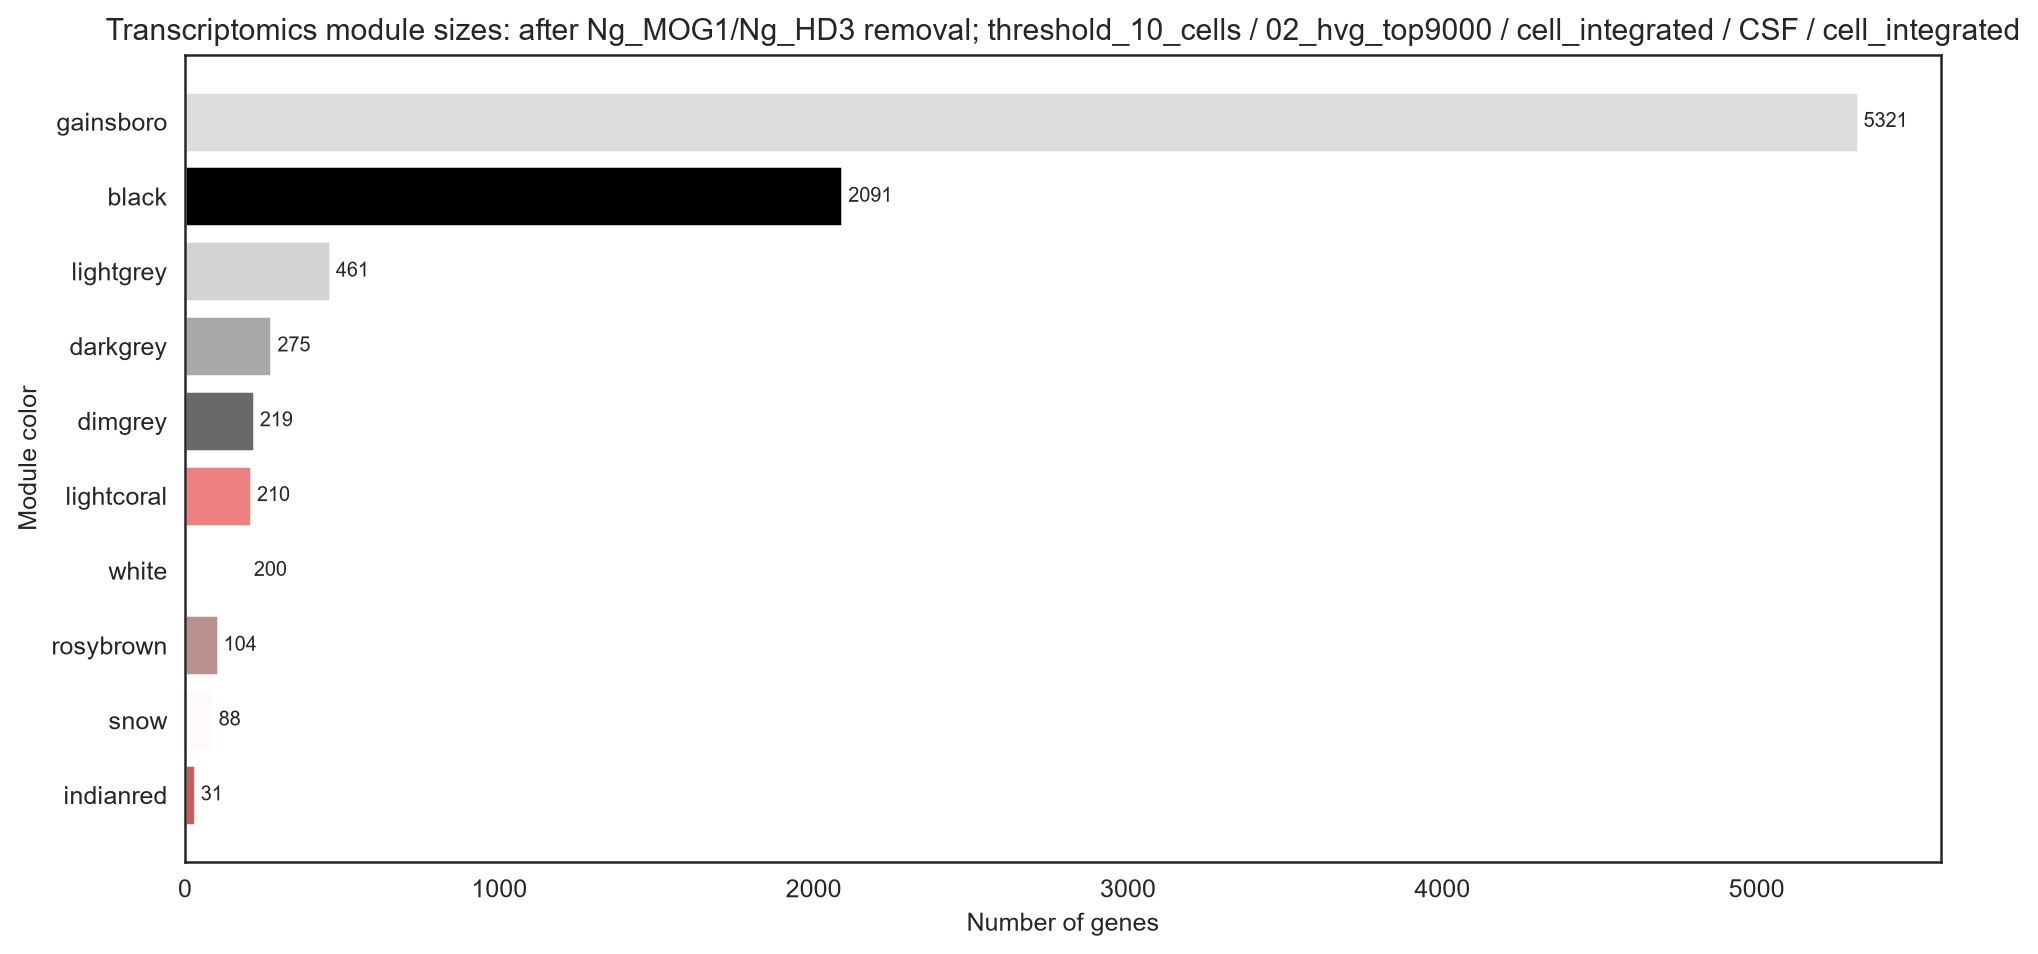 Transcriptomics module sizes: after Ng_MOG1/Ng_HD3 removal; threshold_10_cells / 02_hvg_top9000 / cell_integrated / CSF / cell_integrated
gainsboro 5321
black 2091
lightgrey 461
darkgrey 275
dimgrey 219
lightcoral 210
white 200
rosybrown 104
snow 88
indianred 31
Module color
0 1000 2000 3000 4000 5000
Number of genes